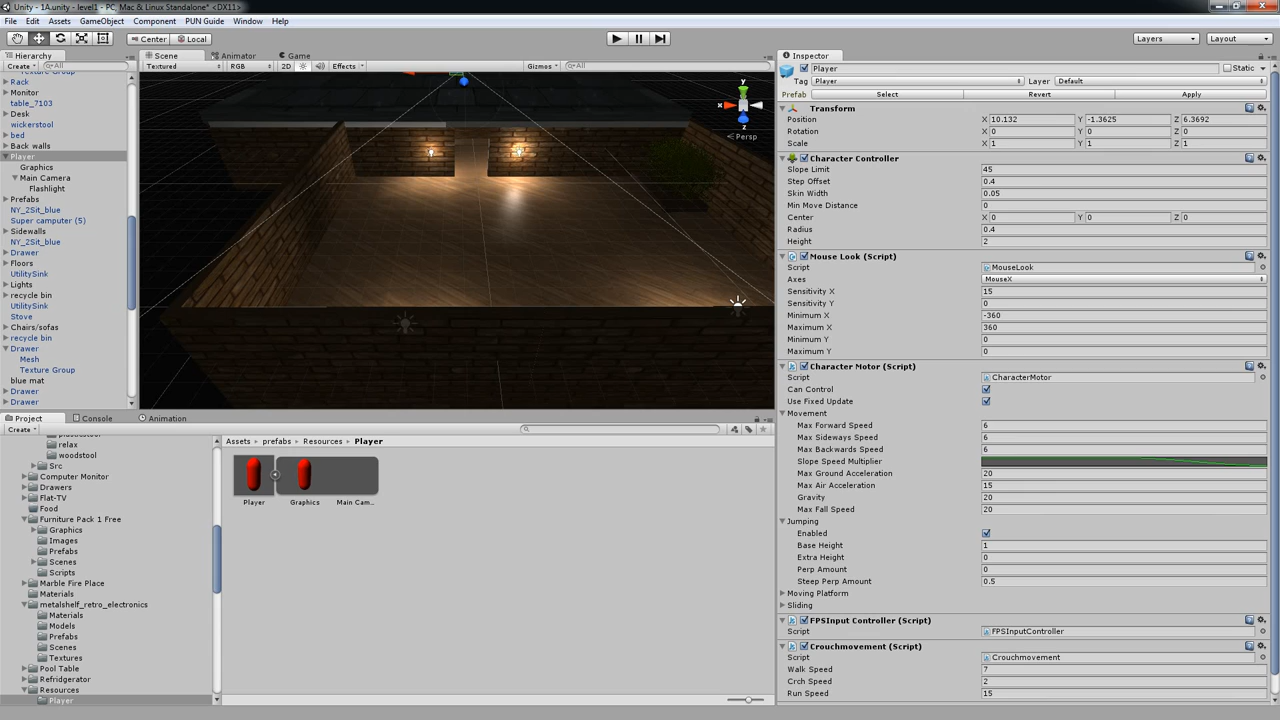 Unity - 1A.unity - level1 - PC, Mac & Linux Standalone* <DX11>
File Edit Assets GameObject Component PUN Guide Window Help
Center Local Layers Layout
Hierarchy
Create All
Texture Group
Rack
Monitor
table_7103
Desk
wickerstool
bed
Back walls
Player
Graphics
Main Camera
Flashlight
Prefabs
NY_2Sit_blue
Super camputer (5)
Sidewalls
NY_2Sit_blue
Drawer
Floors
UtilitySink
Lights
recycle bin
UtilitySink
Stove
Chairs/sofas
recycle bin
Drawer
Mesh
Texture Group
blue mat
Drawer
Drawer
Scene Animator Game
Textured RGB 2D Effects Gizmos All
y
x
z
Persp
Project Console Animation
Create
relax
woodstool
Src
Computer Monitor
Drawers
Flat-TV
Food
Furniture Pack 1 Free
Graphics
Images
Prefabs
Scenes
Scripts
Marble Fire Place
Materials
metalshelf_retro_electronics
Materials
Models
Prefabs
Scenes
Textures
Pool Table
Redridgerator
Resources
Player
Assets prefabs Resources Player
Player Graphics Main Cam...
Inspector
Player Static
Tag Player Layer Default
Prefab Select Revert Apply
Transform
Position X 10.132 Y -1.3625 Z 6.3692
Rotation X 0 Y 0 Z 0
Scale X 1 Y 1 Z 1
Character Controller
Slope Limit 45
Step Offset 0.4
Skin Width 0.05
Min Move Distance 0
Center X 0 Y 0 Z 0
Radius 0.4
Height 2
Mouse Look (Script)
Script MouseLook
Axes MouseX
Sensitivity X 15
Sensitivity Y 0
Minimum X -360
Maximum X 360
Minimum Y 0
Maximum Y 0
Character Motor (Script)
Script CharacterMotor
Can Control
Use Fixed Update
Movement
Max Forward Speed 6
Max Sideways Speed 6
Max Backwards Speed 6
Slope Speed Multiplier
Max Ground Acceleration 20
Max Air Acceleration 15
Gravity 20
Max Fall Speed 20
Jumping
Enabled
Base Height 1
Extra Height 0
Perp Amount 0
Steep Perp Amount 0.5
Moving Platform
Sliding
FPSInput Controller (Script)
Script FPSInputController
Crouchmovement (Script)
Script Crouchmovement
Walk Speed 7
Crch Speed 2
Run Speed 15